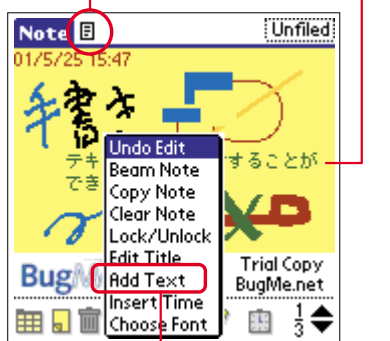 Note Unfiled
01/5/25 15:47
手書き
テキ することが
でき
Undo Edit
Beam Note
Copy Note
Clear Note
Lock/Unlock
Edit Title
Add Text
Insert Time
Choose Font
Bug
Trial Copy
BugMe.net
1/3